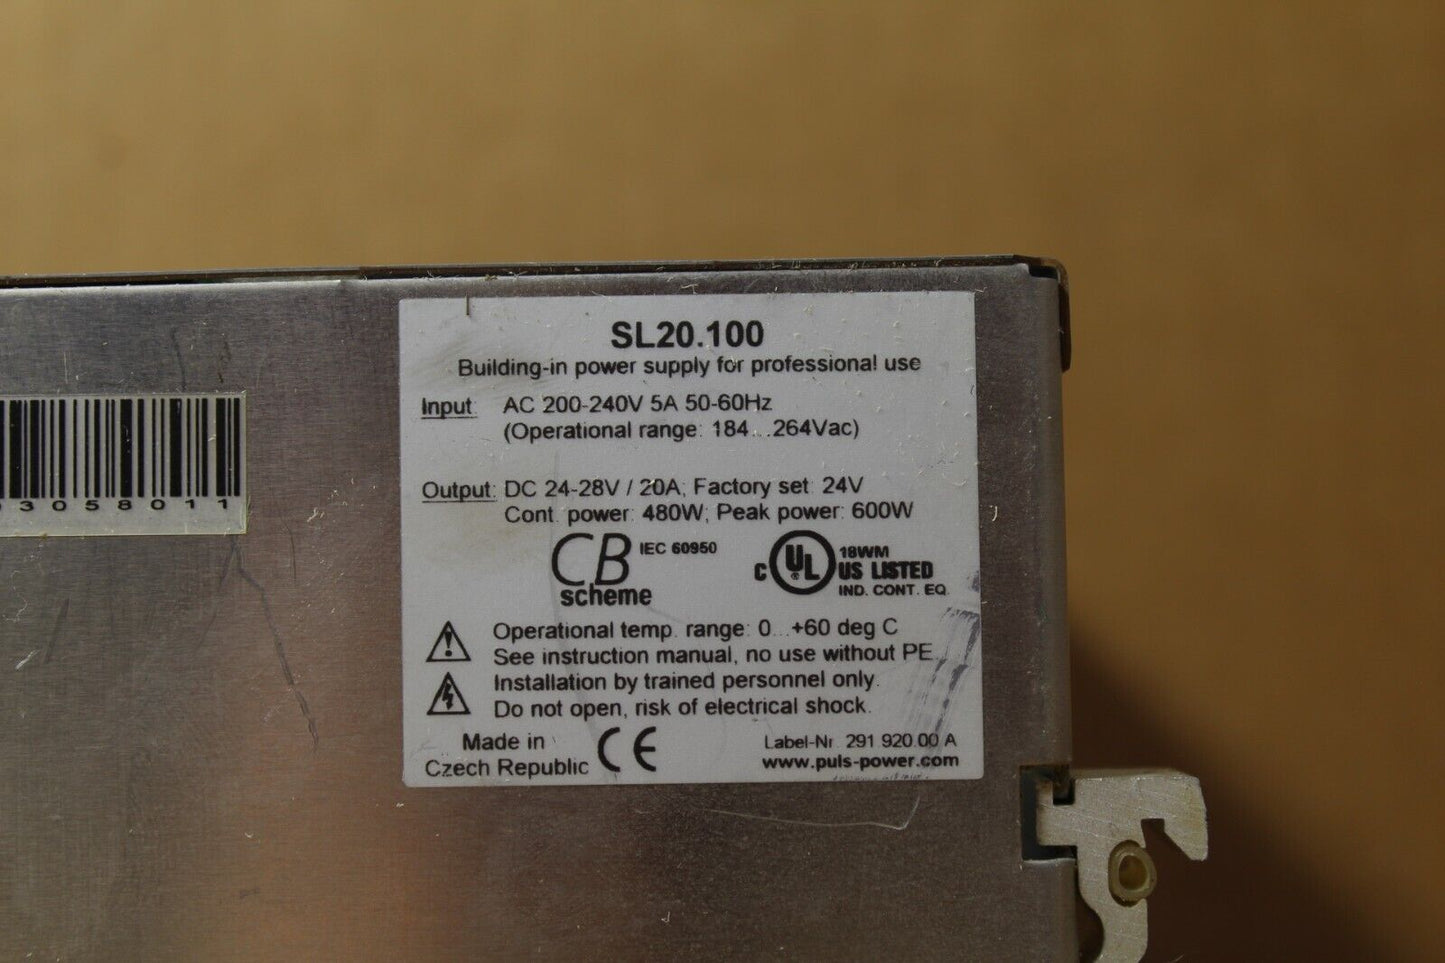 SL20.100
Building-in power supply for professional use
Input: AC 200-240V 5A 50-60Hz
(Operational range: 184...264Vac)
Output: DC 24-28V / 20A; Factory set: 24V
Cont. power: 480W; Peak power: 600W
CB scheme IEC 60950
C UL ® US LISTED 18WM IND. CONT. EQ.
Operational temp. range: 0...+60 deg C
See instruction manual, no use without PE.
Installation by trained personnel only.
Do not open, risk of electrical shock.
Made in
Czech Republic
CE
Label-Nr. 291 920.00 A
www.puls-power.com
3058011